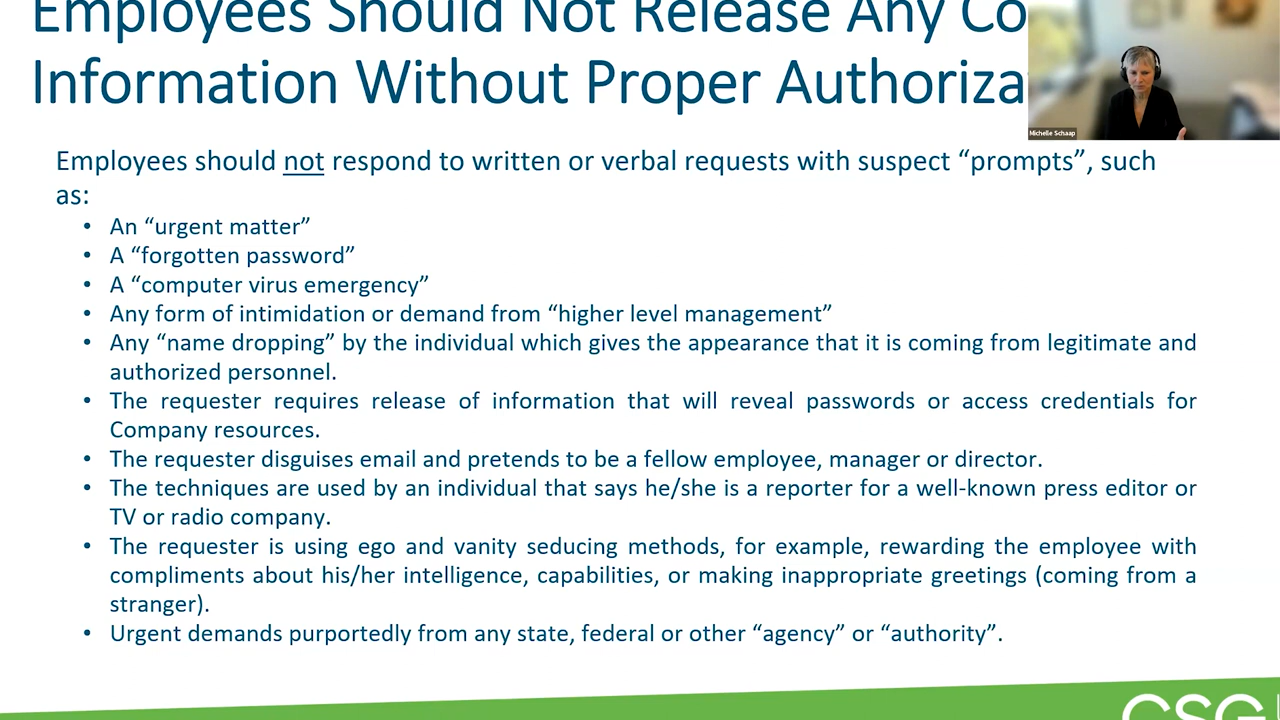 Employees Should Not Release Any Co
Information Without Proper Authoriza
Michelle Schaap
Employees should not respond to written or verbal requests with suspect “prompts”, such
as:
• An “urgent matter”
• A “forgotten password”
• A “computer virus emergency”
• Any form of intimidation or demand from “higher level management”
• Any “name dropping” by the individual which gives the appearance that it is coming from legitimate and
authorized personnel.
• The requester requires release of information that will reveal passwords or access credentials for
Company resources.
• The requester disguises email and pretends to be a fellow employee, manager or director.
• The techniques are used by an individual that says he/she is a reporter for a well-known press editor or
TV or radio company.
• The requester is using ego and vanity seducing methods, for example, rewarding the employee with
compliments about his/her intelligence, capabilities, or making inappropriate greetings (coming from a
stranger).
• Urgent demands purportedly from any state, federal or other “agency” or “authority”.
CSG